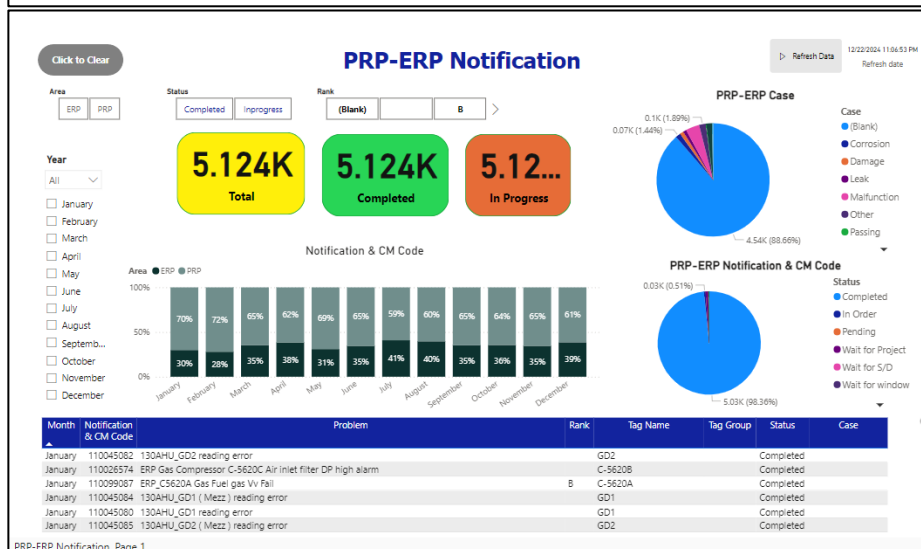 Click to Clear
PRP-ERP Notification
Refresh Data
12/22/2024 11:06:53 PM
Refresh date
Area
ERP PRP
Status
Completed Inprogress
Rank
(Blank) B
Year
All
January
February
March
April
May
June
July
August
Septemb...
October
November
December
5.124K
Total
5.124K
Completed
5.12...
In Progress
PRP-ERP Case
0.1K (1.89%)
0.07K (1.44%)
4.54K (88.66%)
Case
(Blank)
Corrosion
Damage
Leak
Malfunction
Other
Passing
Notification & CM Code
Area ERP PRP
100%
50%
0%
70% 72% 65% 62% 69% 65% 59% 60% 65% 64% 65% 61%
30% 28% 35% 38% 31% 35% 41% 40% 35% 36% 35% 39%
January February March April May June July August September October November December
PRP-ERP Notification & CM Code
0.03K (0.51%)
5.03K (98.36%)
Status
Completed
In Order
Pending
Wait for Project
Wait for S/D
Wait for window
Month Notification & CM Code Problem Rank Tag Name Tag Group Status Case
January 110045082 130AHU_GD2 reading error GD2 Completed
January 110026574 ERP Gas Compressor C-5620C Air inlet filter DP high alarm C-5620B Completed
January 110099087 ERP_C5620A Gas Fuel gas Vv Fail B C-5620A Completed
January 110045084 130AHU_GD1 ( Mezz ) reading error GD1 Completed
January 110045080 130AHU_GD1 reading error GD1 Completed
January 110045085 130AHU_GD2 ( Mezz ) reading error GD2 Completed
PRP-ERP Notification, Page 1